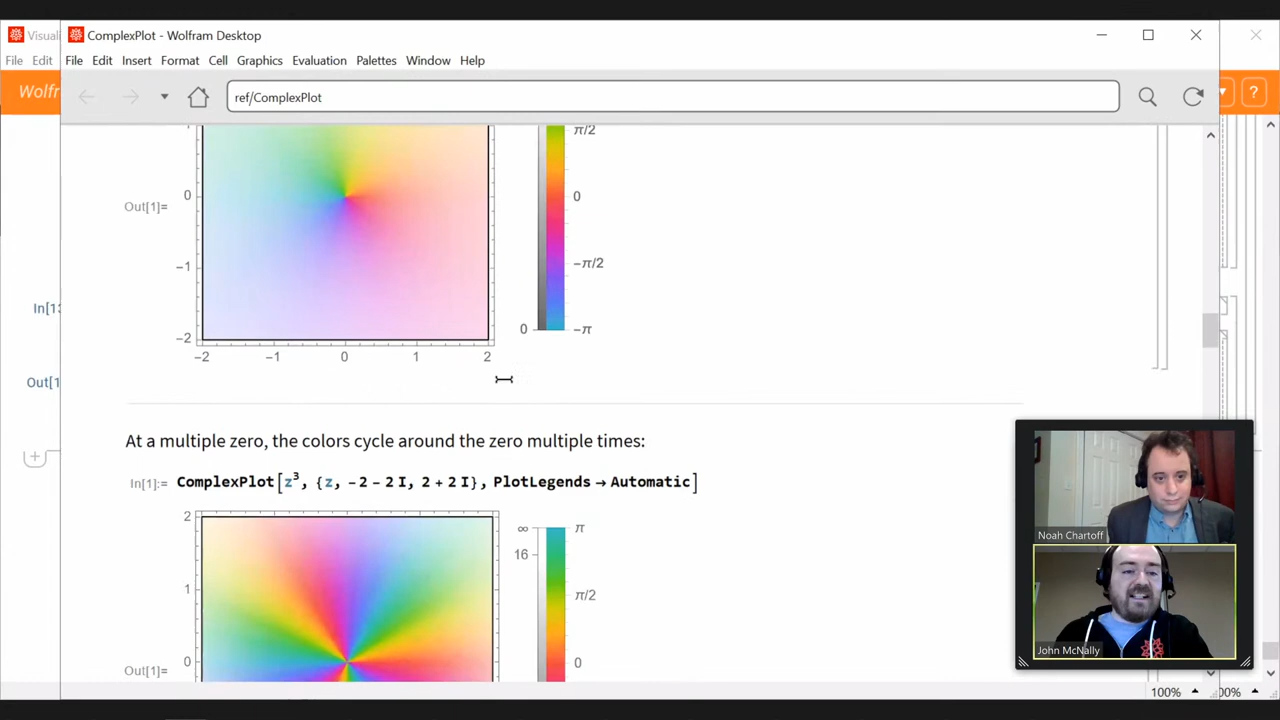 Visuali
ComplexPlot - Wolfram Desktop
File Edit
File Edit Insert Format Cell Graphics Evaluation Palettes Window Help
Wolfr
ref/ComplexPlot
?
π/2
0
0
Out[1]=
-1
-π/2
-2
0
-π
-2 -1 0 1 2
In[13
Out[1
At a multiple zero, the colors cycle around the zero multiple times:
In[1]:= ComplexPlot[z³, {z, -2-2 I, 2+2 I}, PlotLegends→Automatic]
2
∞
π
16
1
π/2
0
0
Out[1]=
Noah Chartoff
John McNally
100%
00%